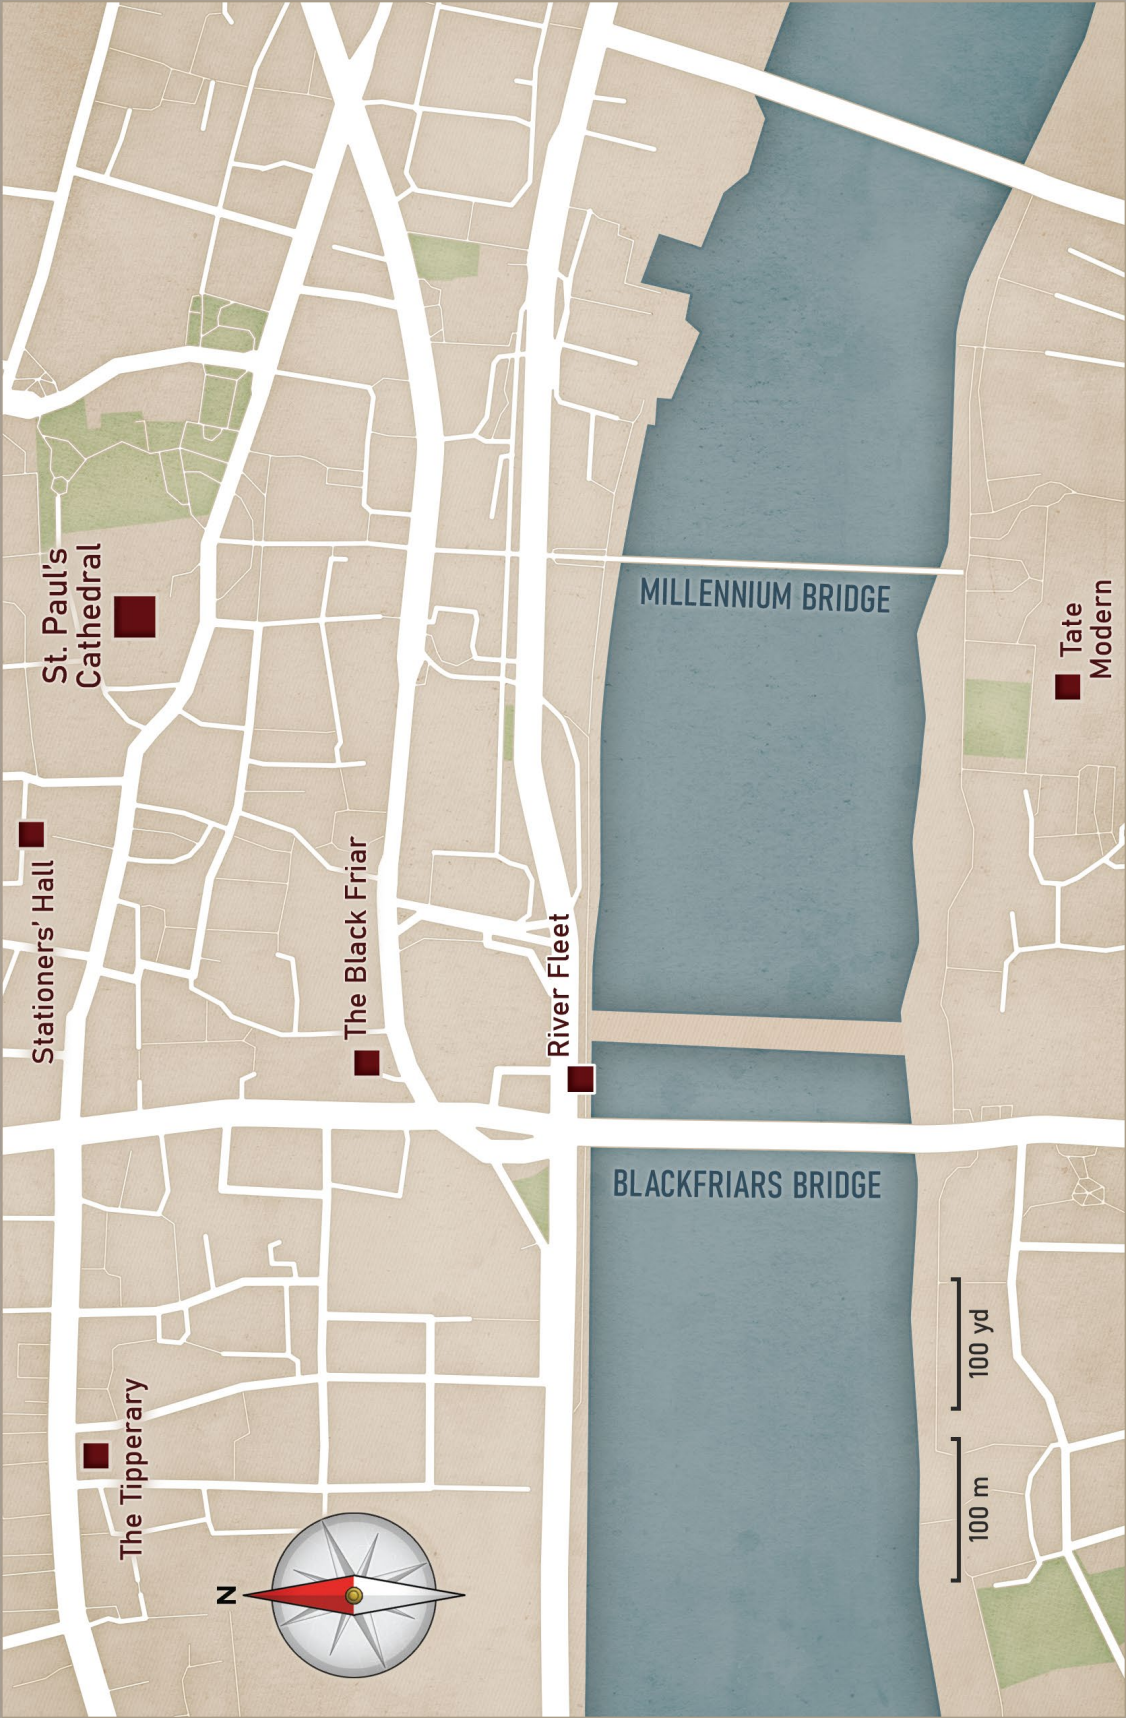 Stationers' Hall
St. Paul's
Cathedral
The Tipperary
N
The Black Friar
River Fleet
BLACKFRIARS BRIDGE
MILLENNIUM BRIDGE
100 m
100 yd
Tate
Modern